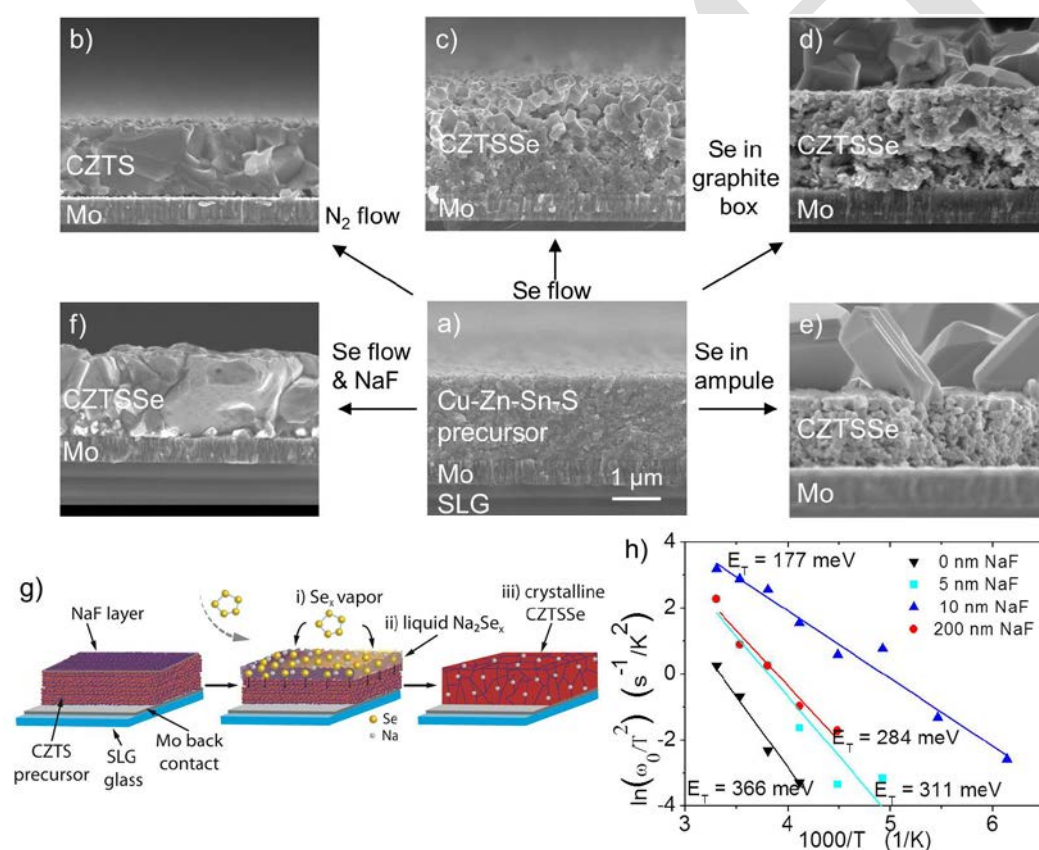 b)
CZTS
Mo
N₂ flow
c)
CZTSSe
Mo
Se flow
Se in
graphite
box
d)
CZTSSe
Mo
f)
CZTSSe
Mo
Se flow
& NaF
a)
Cu-Zn-Sn-S
precursor
Mo
SLG
1 µm
Se in
ampule
e)
CZTSSe
Mo
g)
NaF layer
CZTS
precursor
SLG
glass
Mo back
contact
i) Seₓ vapor
ii) liquid Na₂Seₓ
Se
Na
iii) crystalline
CZTSSe
h)
ln(ω₀/T²) (s⁻¹/K²)
4
2
0
-2
-4
E_T = 177 meV
0 nm NaF
5 nm NaF
10 nm NaF
200 nm NaF
E_T = 284 meV
E_T = 366 meV
E_T = 311 meV
3 4 5 6
1000/T (1/K)